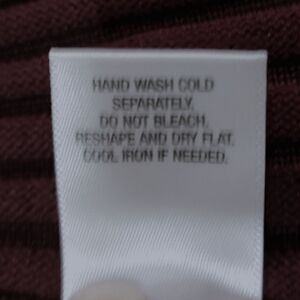 HAND WASH COLD
SEPARATELY.
DO NOT BLEACH.
RESHAPE AND DRY FLAT.
COOL IRON IF NEEDED.